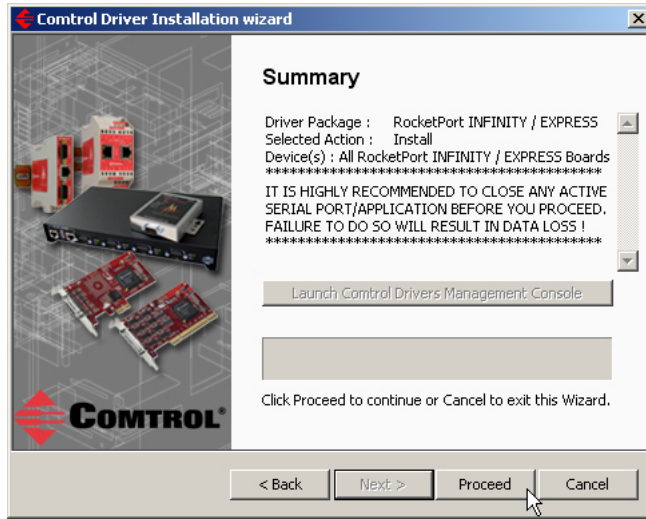 Comtrol Driver Installation wizard
Summary
Driver Package : RocketPort INFINITY / EXPRESS
Selected Action : Install
Device(s) : All RocketPort INFINITY / EXPRESS Boards
************************************************
IT IS HIGHLY RECOMMENDED TO CLOSE ANY ACTIVE
SERIAL PORT/APPLICATION BEFORE YOU PROCEED.
FAILURE TO DO SO WILL RESULT IN DATA LOSS !
************************************************
Launch Comtrol Drivers Management Console
Click Proceed to continue or Cancel to exit this Wizard.
COMTROL®
< Back Next > Proceed Cancel